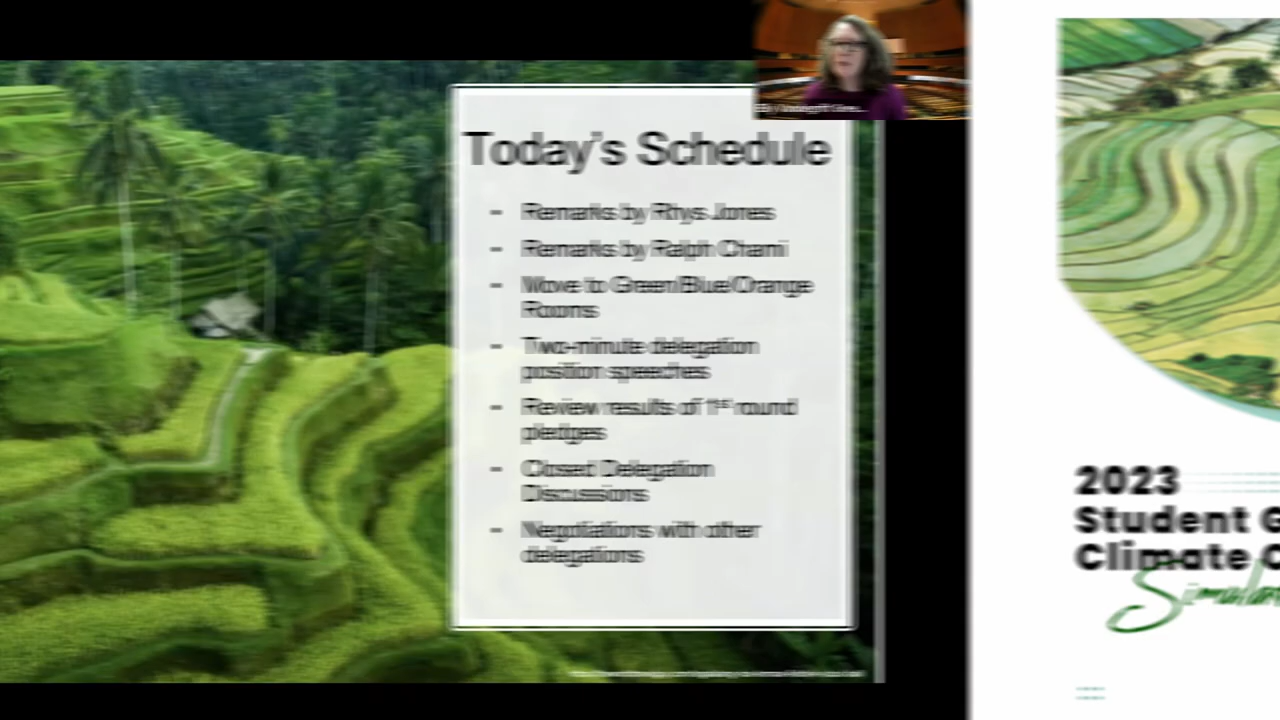 Today's Schedule
- Remarks by Rhys Jones
- Remarks by Ralph Chami
- Move to Green/Blue/Orange
Rooms
- Two-minute delegation
position speeches
- Review results of 1st round
pledges
- Closed Delegation
Discussions
- Negotiations with other
delegations
2023
Student G
Climate C
Simulat